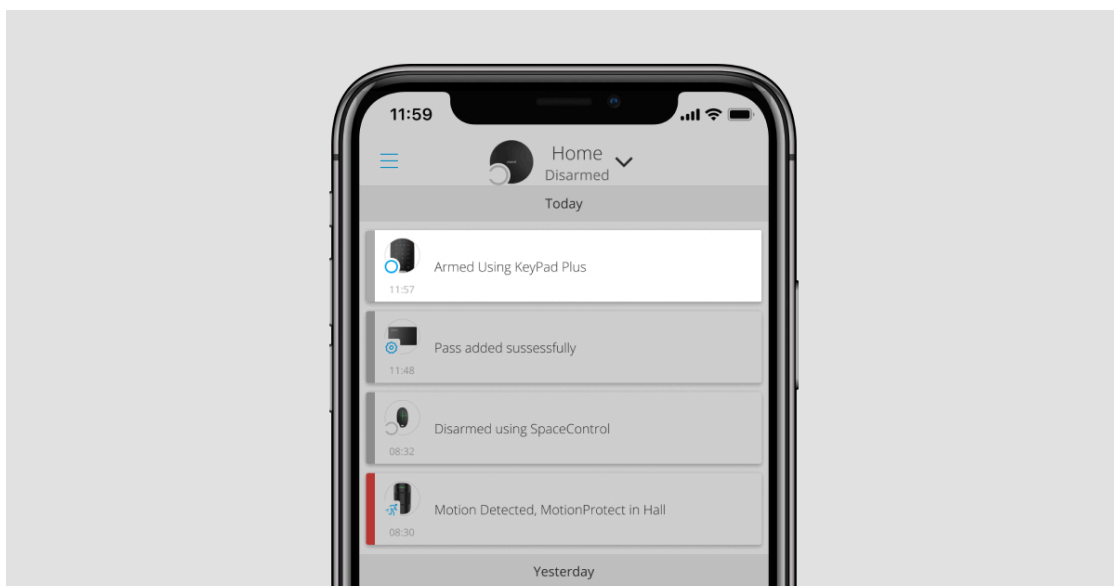 11:59
Home
Disarmed
Today
Armed Using KeyPad Plus
11:57
Pass added sussessfully
11:48
Disarmed using SpaceControl
08:32
Motion Detected, MotionProtect in Hall
08:30
Yesterday